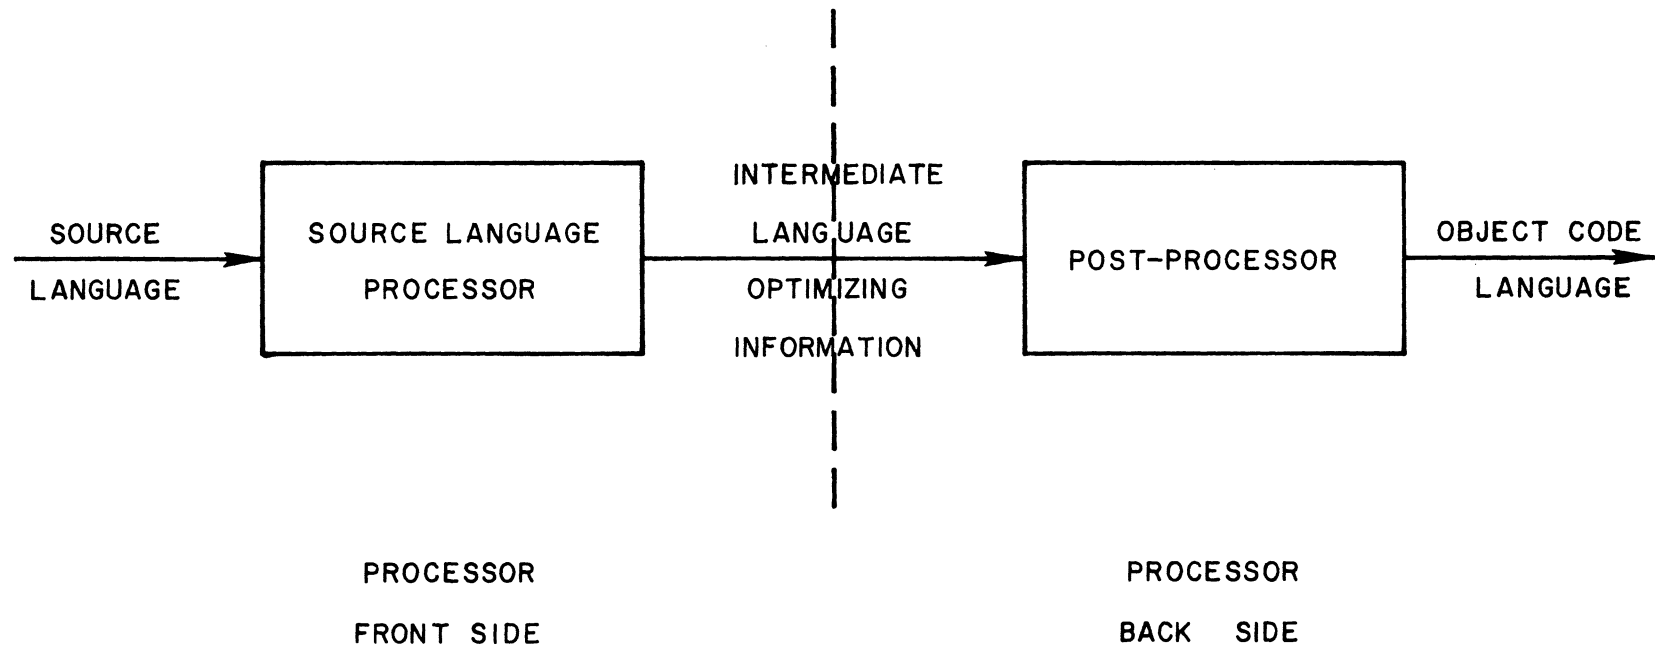 SOURCE
LANGUAGE
SOURCE LANGUAGE
PROCESSOR
INTERMEDIATE
LANGUAGE
OPTIMIZING
INFORMATION
POST-PROCESSOR
OBJECT CODE
LANGUAGE
PROCESSOR
FRONT SIDE
PROCESSOR
BACK SIDE